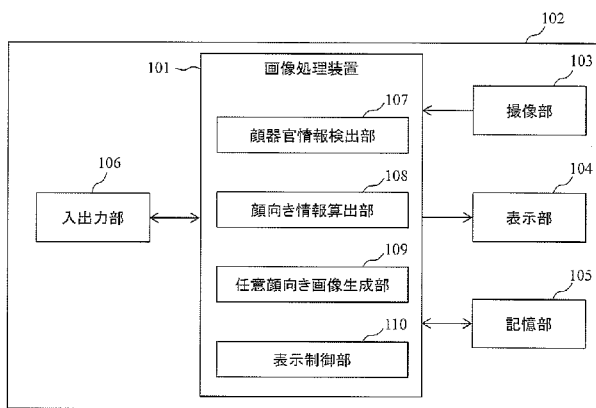 102
101
画像処理装置
103
撮像部
107
顔器官情報検出部
106
入出力部
108
顔向き情報算出部
104
表示部
109
任意顔向き画像生成部
105
記憶部
110
表示制御部